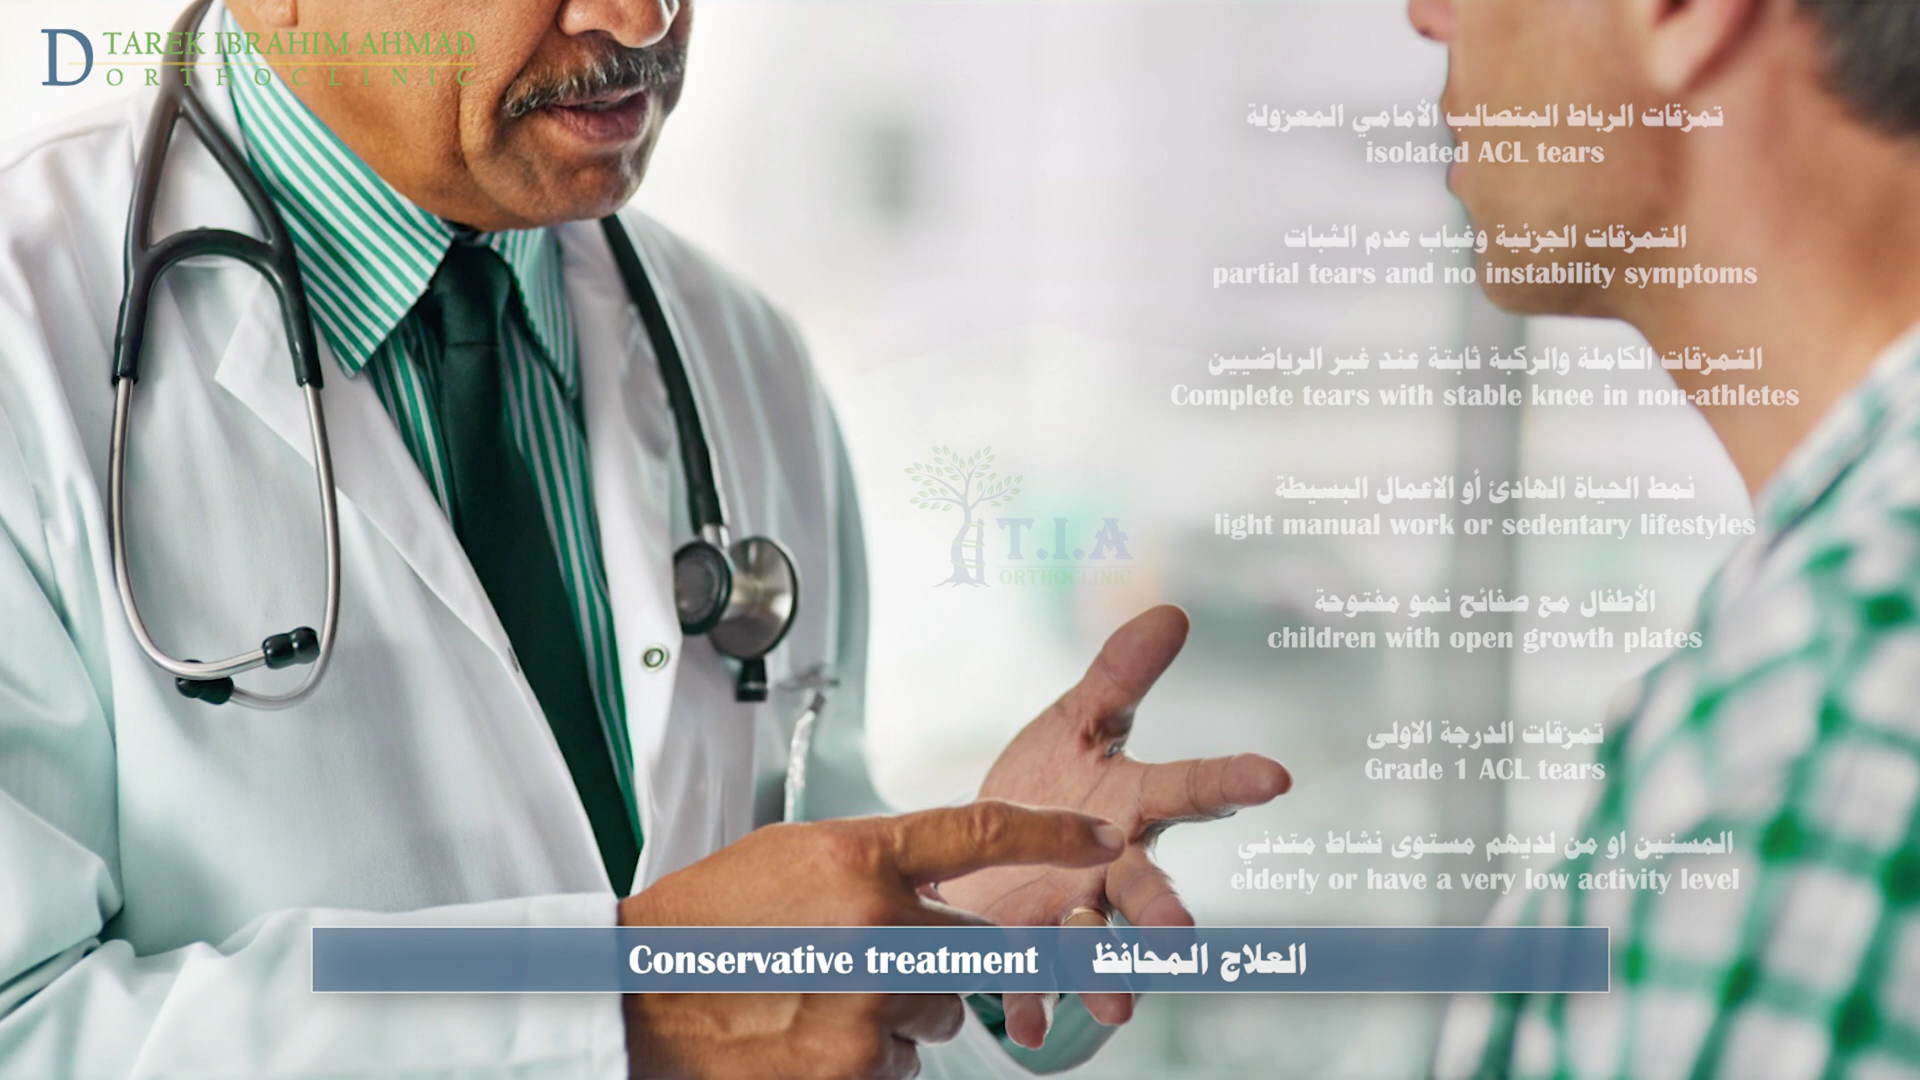 D TAREK IBRAHIM AHMAD
ORTHOCLINIC
تمزقات الرباط المتصالب الأمامي المعزولة
isolated ACL tears
التمزقات الجزئية وغياب عدم الثبات
partial tears and no instability symptoms
التمزقات الكاملة والركبة ثابتة عند غير الرياضيين
Complete tears with stable knee in non-athletes
نمط الحياة الهادئ أو الاعمال البسيطة
light manual work or sedentary lifestyles
T.I.A
ORTHOCLINIC
الأطفال مع صفائح نمو مفتوحة
children with open growth plates
تمزقات الدرجة الاولى
Grade 1 ACL tears
المسنين او من لديهم مستوى نشاط متدني
elderly or have a very low activity level
Conservative treatment العلاج المحافظ